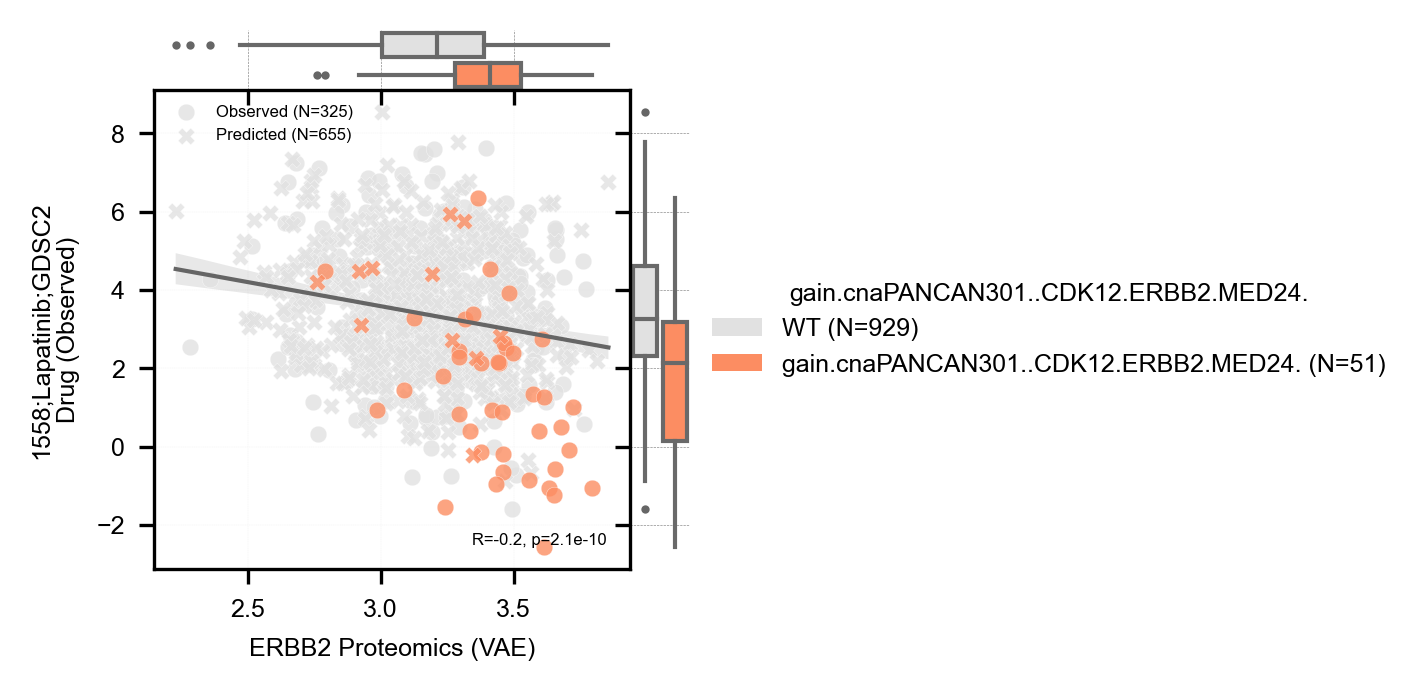 Observed (N=325)
Predicted (N=655)
8
6
4
2
0
−2
1558;Lapatinib;GDSC2
Drug (Observed)
R=-0.2, p=2.1e-10
2.5
3.0
3.5
ERBB2 Proteomics (VAE)
gain.cnaPANCAN301..CDK12.ERBB2.MED24.
WT (N=929)
gain.cnaPANCAN301..CDK12.ERBB2.MED24. (N=51)